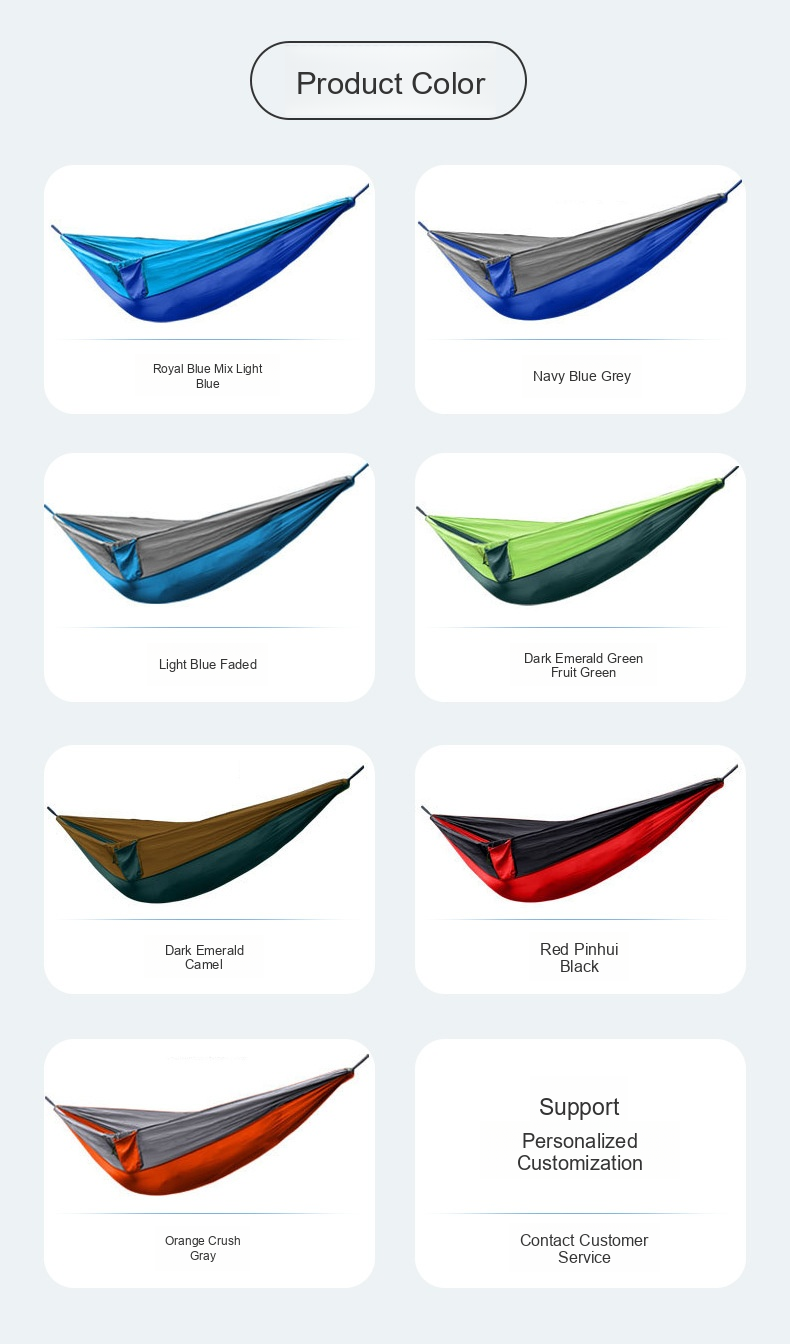 Product Color
Royal Blue Mix Light
Blue
Navy Blue Grey
Light Blue Faded
Dark Emerald Green
Fruit Green
Dark Emerald
Camel
Red Pinhui
Black
Orange Crush
Gray
Support
Personalized
Customization
Contact Customer
Service